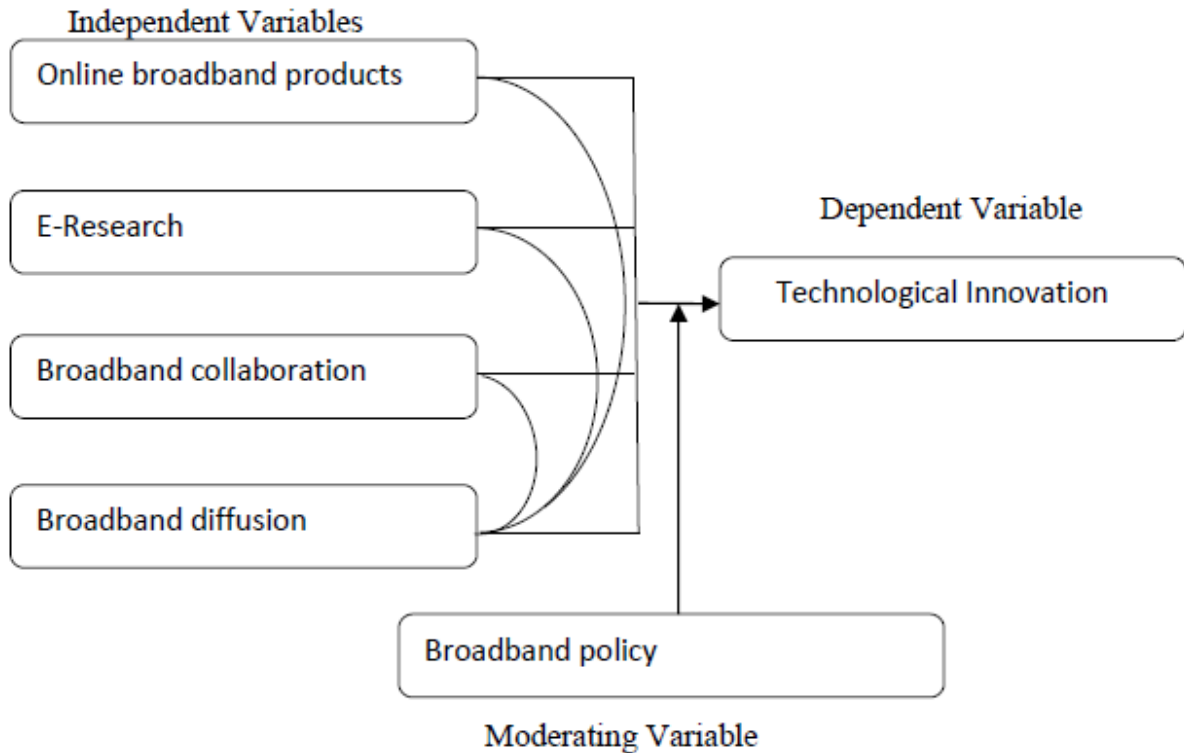 Independent Variables
Online broadband products
E-Research
Dependent Variable
Technological Innovation
Broadband collaboration
Broadband diffusion
Broadband policy
Moderating Variable